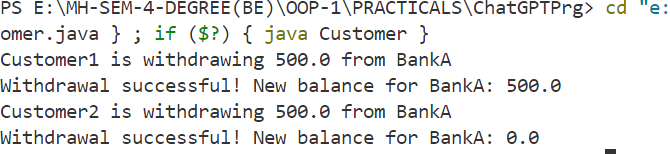 PS E:\MH-SEM-4-DEGREE(BE)\OOP-1\PRACTICALS\ChatGPTPrg> cd "e:
omer.java } ; if ($?) { java Customer }
Customer1 is withdrawing 500.0 from BankA
Withdrawal successful! New balance for BankA: 500.0
Customer2 is withdrawing 500.0 from BankA
Withdrawal successful! New balance for BankA: 0.0